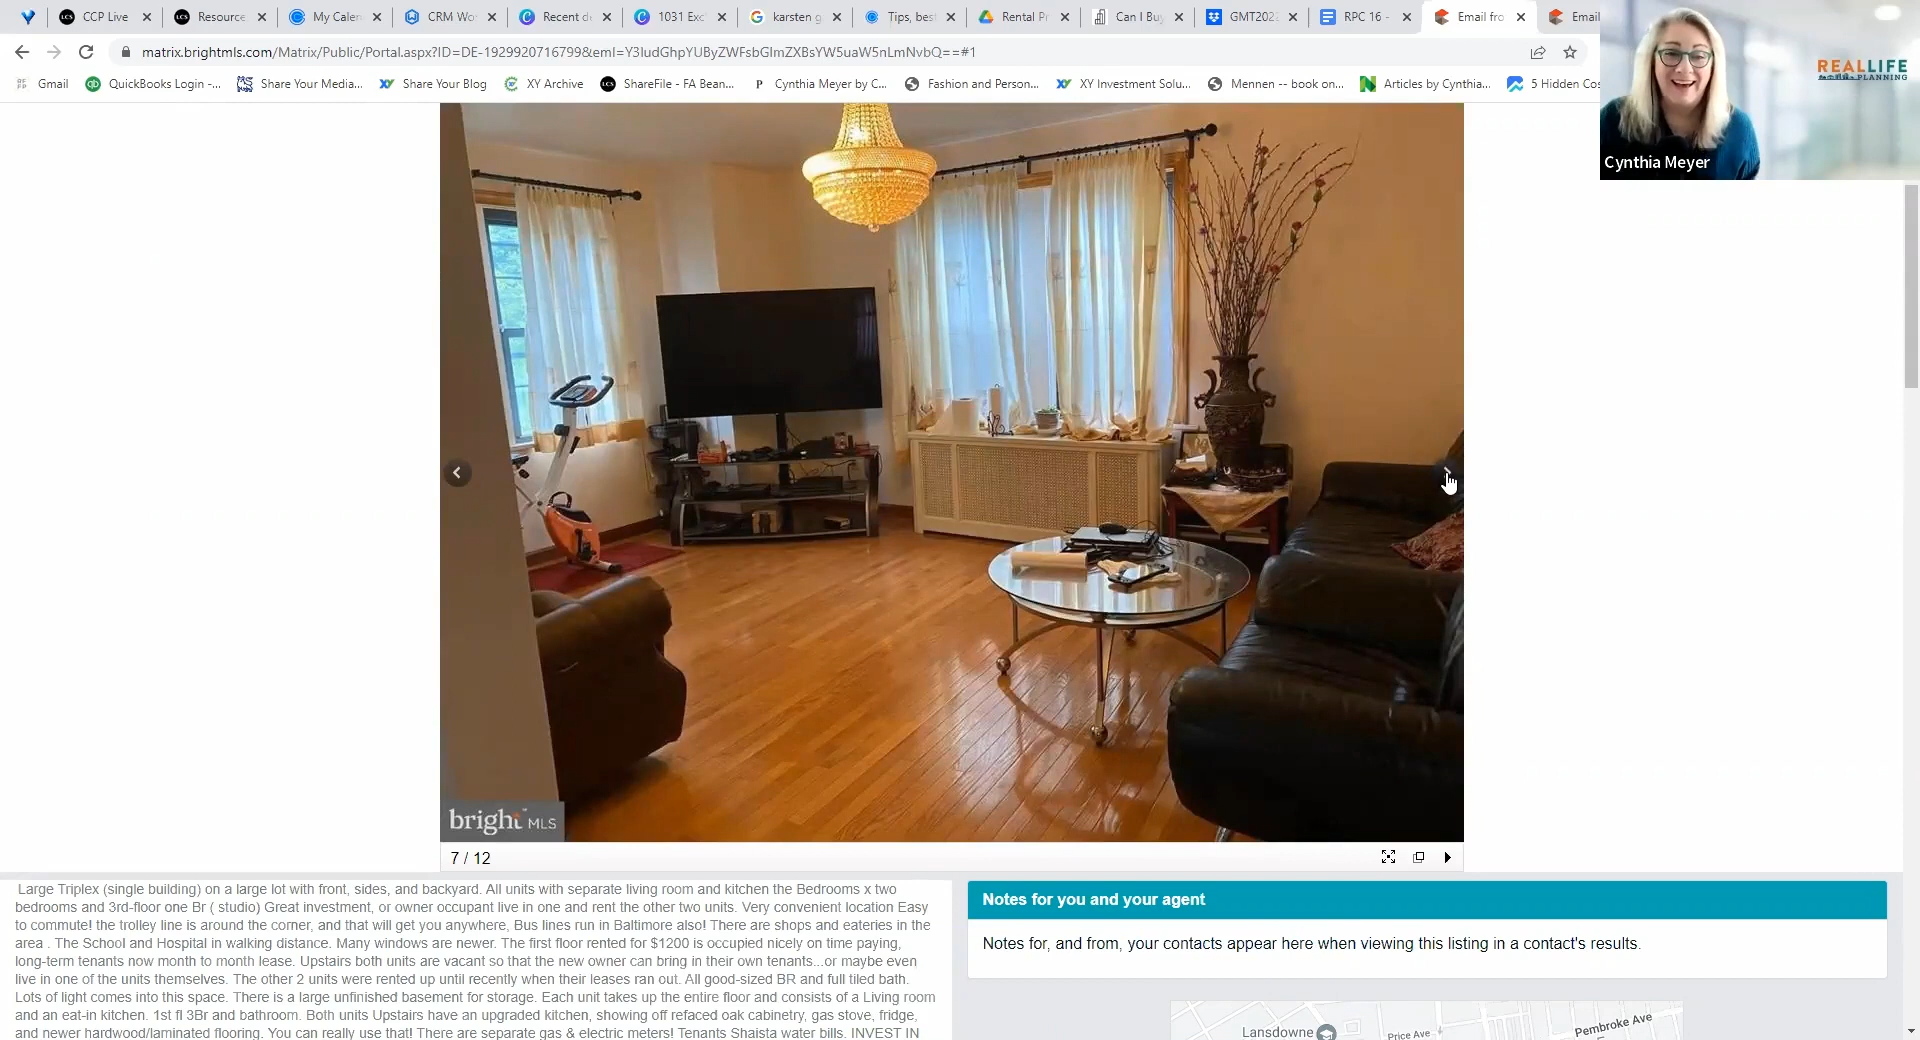 CCP Live
Resource
My Calen
CRM Wo
Recent d
1031 Exc
karsten g
Tips, bes
Rental P
Can I Bu
GMT202
RPC 16 -
Email fro
Email
matrix.brightmls.com/Matrix/Public/Portal.aspx?ID=DE-1929920716799&eml=Y3ludGhpYUByZWFsbGlmZXBsYW5uaW5nLmNvbQ==#1
Gmail
QuickBooks Login -...
Share Your Media...
Share Your Blog
XY Archive
ShareFile - FA Bean...
Cynthia Meyer by C...
Fashion and Person...
XY Investment Solu...
Mennen -- book on...
Articles by Cynthia...
5 Hidden Cos
REALLIFE
PLANNING
Cynthia Meyer
bright MLS
7 / 12
Large Triplex (single building) on a large lot with front, sides, and backyard. All units with separate living room and kitchen the Bedrooms x two
bedrooms and 3rd-floor one Br ( studio) Great investment, or owner occupant live in one and rent the other two units. Very convenient location Easy
to commute! the trolley line is around the corner, and that will get you anywhere, Bus lines run in Baltimore also! There are shops and eateries in the
area . The School and Hospital in walking distance. Many windows are newer. The first floor rented for $1200 is occupied nicely on time paying,
long-term tenants now month to month lease. Upstairs both units are vacant so that the new owner can bring in their own tenants...or maybe even
live in one of the units themselves. The other 2 units were rented up until recently when their leases ran out. All good-sized BR and full tiled bath.
Lots of light comes into this space. There is a large unfinished basement for storage. Each unit takes up the entire floor and consists of a Living room
and an eat-in kitchen. 1st fl 3Br and bathroom. Both units Upstairs have an upgraded kitchen, showing off refaced oak cabinetry, gas stove, fridge,
and newer hardwood/laminated flooring. You can really use that! There are separate gas & electric meters! Tenants Shaista water bills. INVEST IN
Notes for you and your agent
Notes for, and from, your contacts appear here when viewing this listing in a contact's results.
Lansdowne
Price Ave
Pembroke Ave